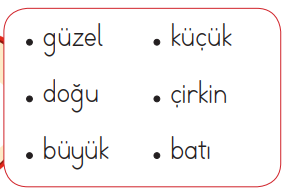 • güzel • küçük
• doğu • çirkin
• büyük • batı